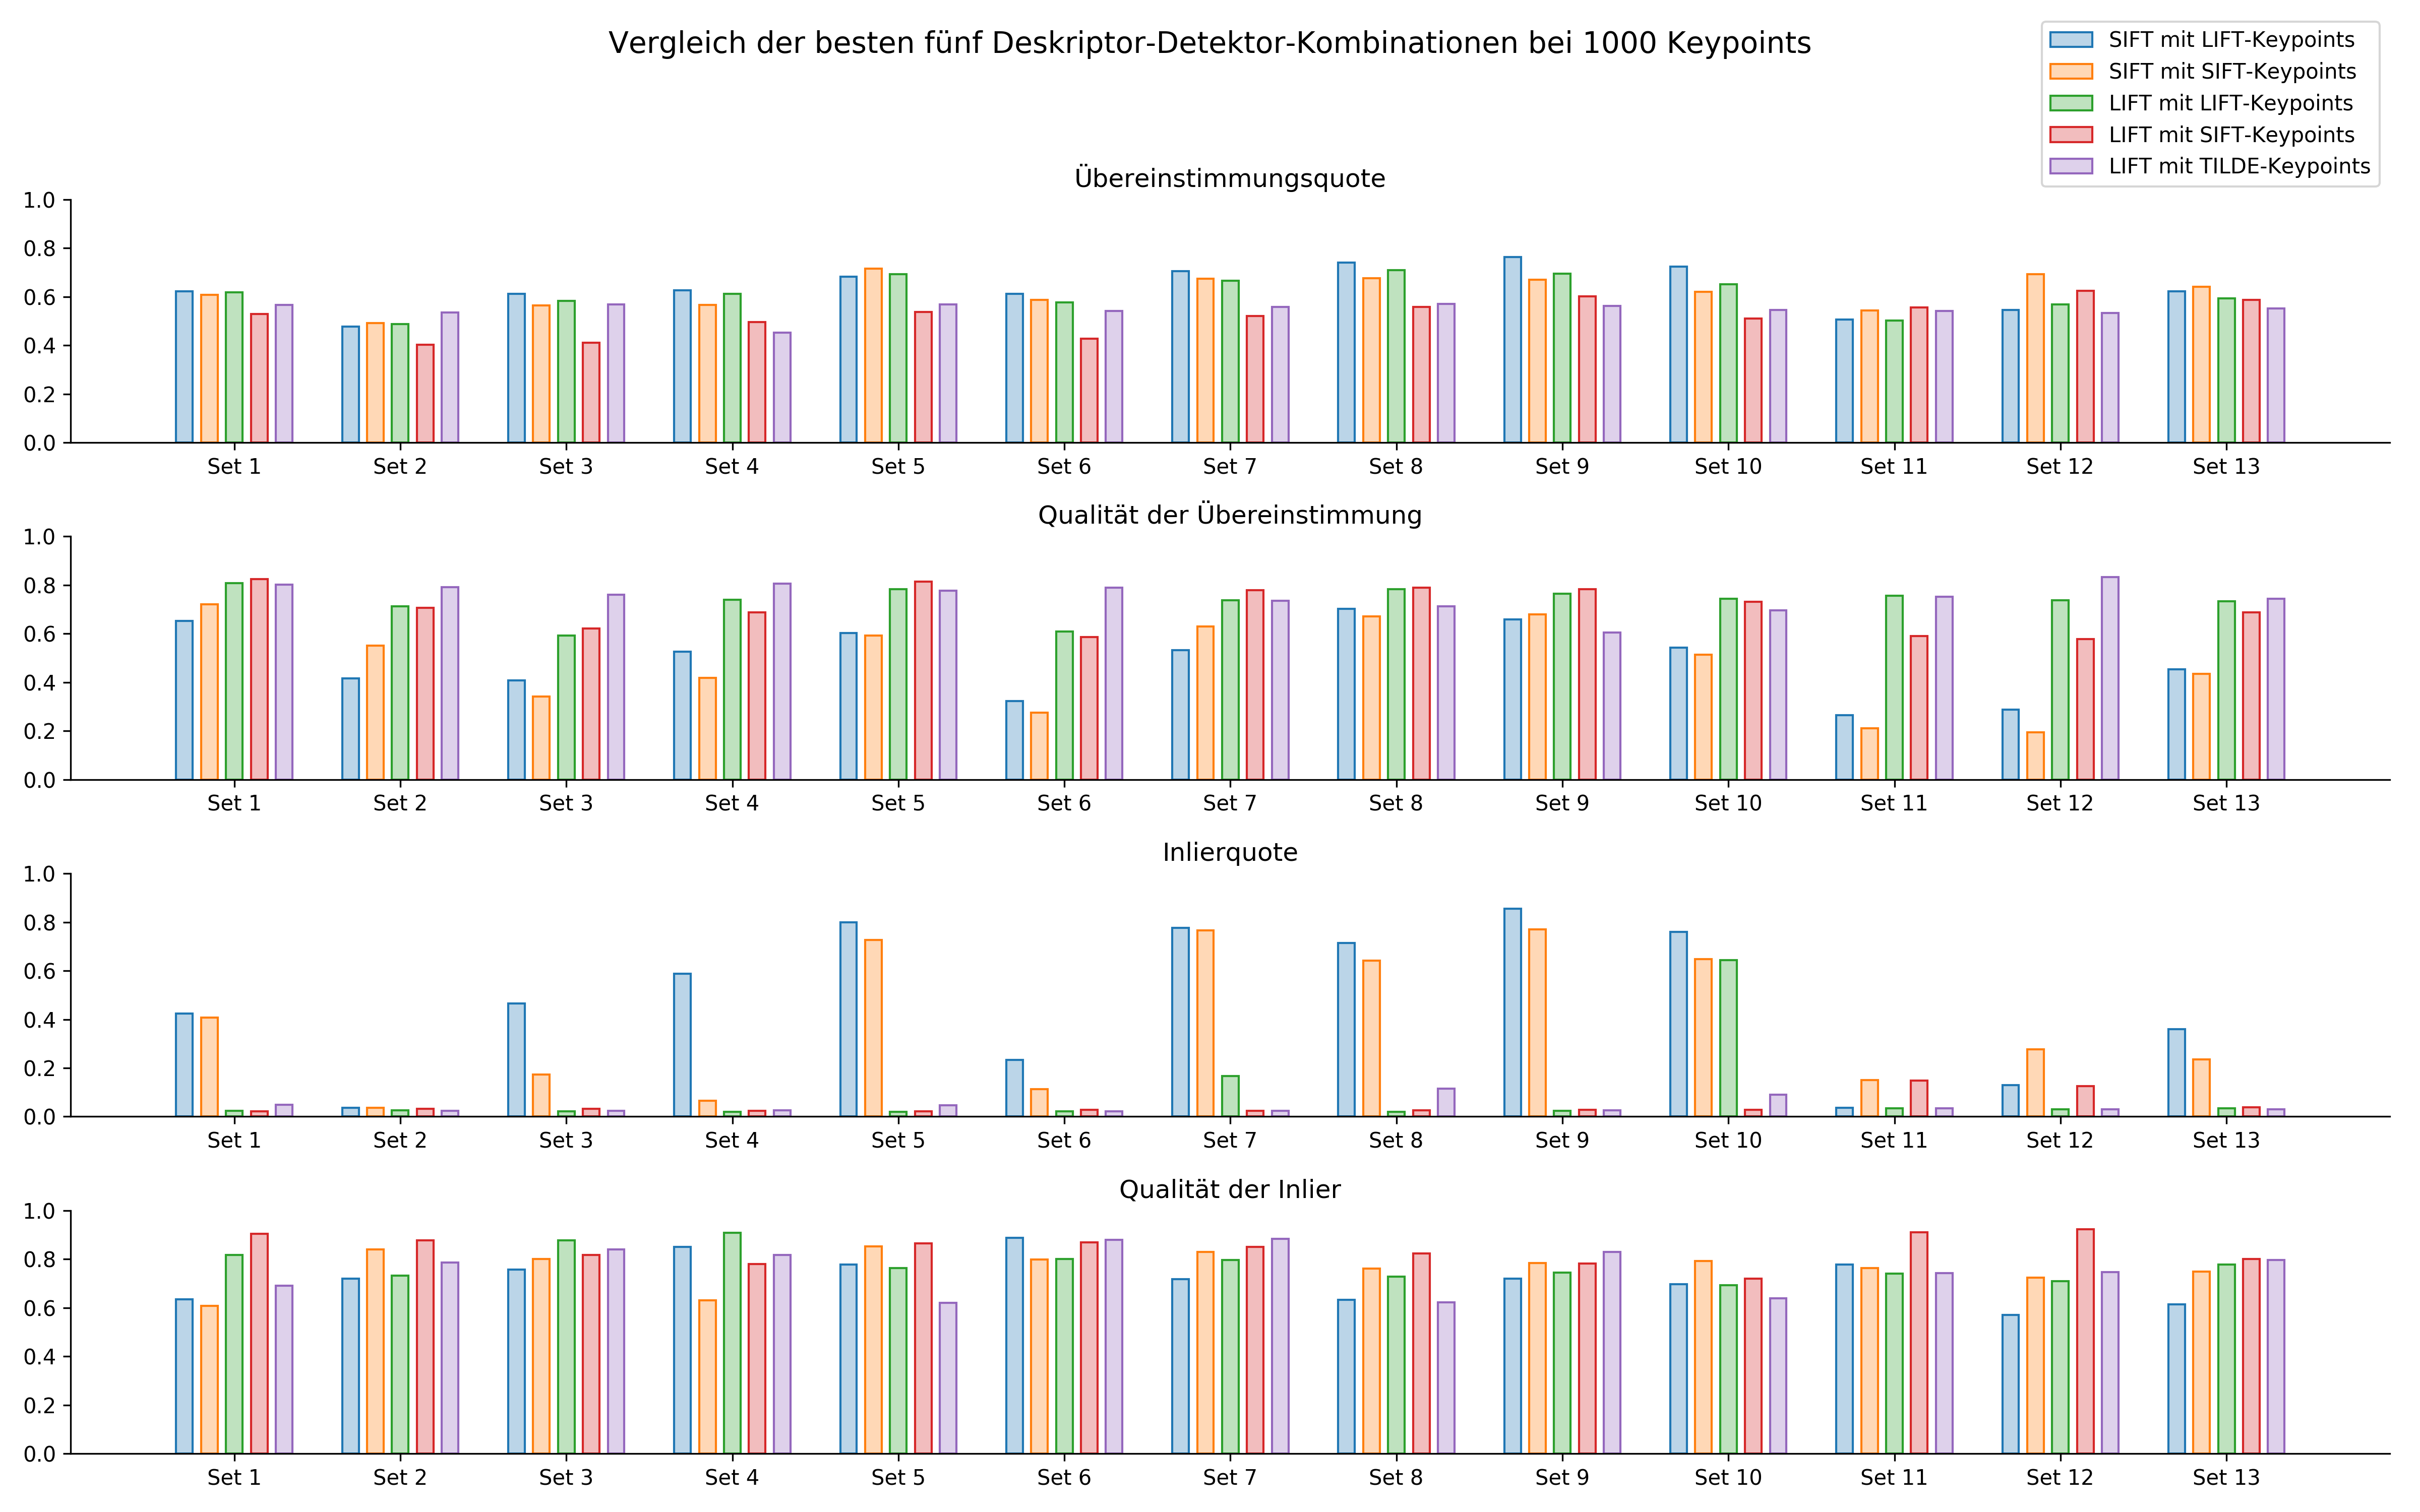 Vergleich der besten fünf Deskriptor-Detektor-Kombinationen bei 1000 Keypoints
SIFT mit LIFT-Keypoints
SIFT mit SIFT-Keypoints
LIFT mit LIFT-Keypoints
LIFT mit SIFT-Keypoints
LIFT mit TILDE-Keypoints
Übereinstimmungsquote
1.0
0.8
0.6
0.4
0.2
0.0
Set 1 Set 2 Set 3 Set 4 Set 5 Set 6 Set 7 Set 8 Set 9 Set 10 Set 11 Set 12 Set 13
Qualität der Übereinstimmung
1.0
0.8
0.6
0.4
0.2
0.0
Set 1 Set 2 Set 3 Set 4 Set 5 Set 6 Set 7 Set 8 Set 9 Set 10 Set 11 Set 12 Set 13
Inlierquote
1.0
0.8
0.6
0.4
0.2
0.0
Set 1 Set 2 Set 3 Set 4 Set 5 Set 6 Set 7 Set 8 Set 9 Set 10 Set 11 Set 12 Set 13
Qualität der Inlier
1.0
0.8
0.6
0.4
0.2
0.0
Set 1 Set 2 Set 3 Set 4 Set 5 Set 6 Set 7 Set 8 Set 9 Set 10 Set 11 Set 12 Set 13